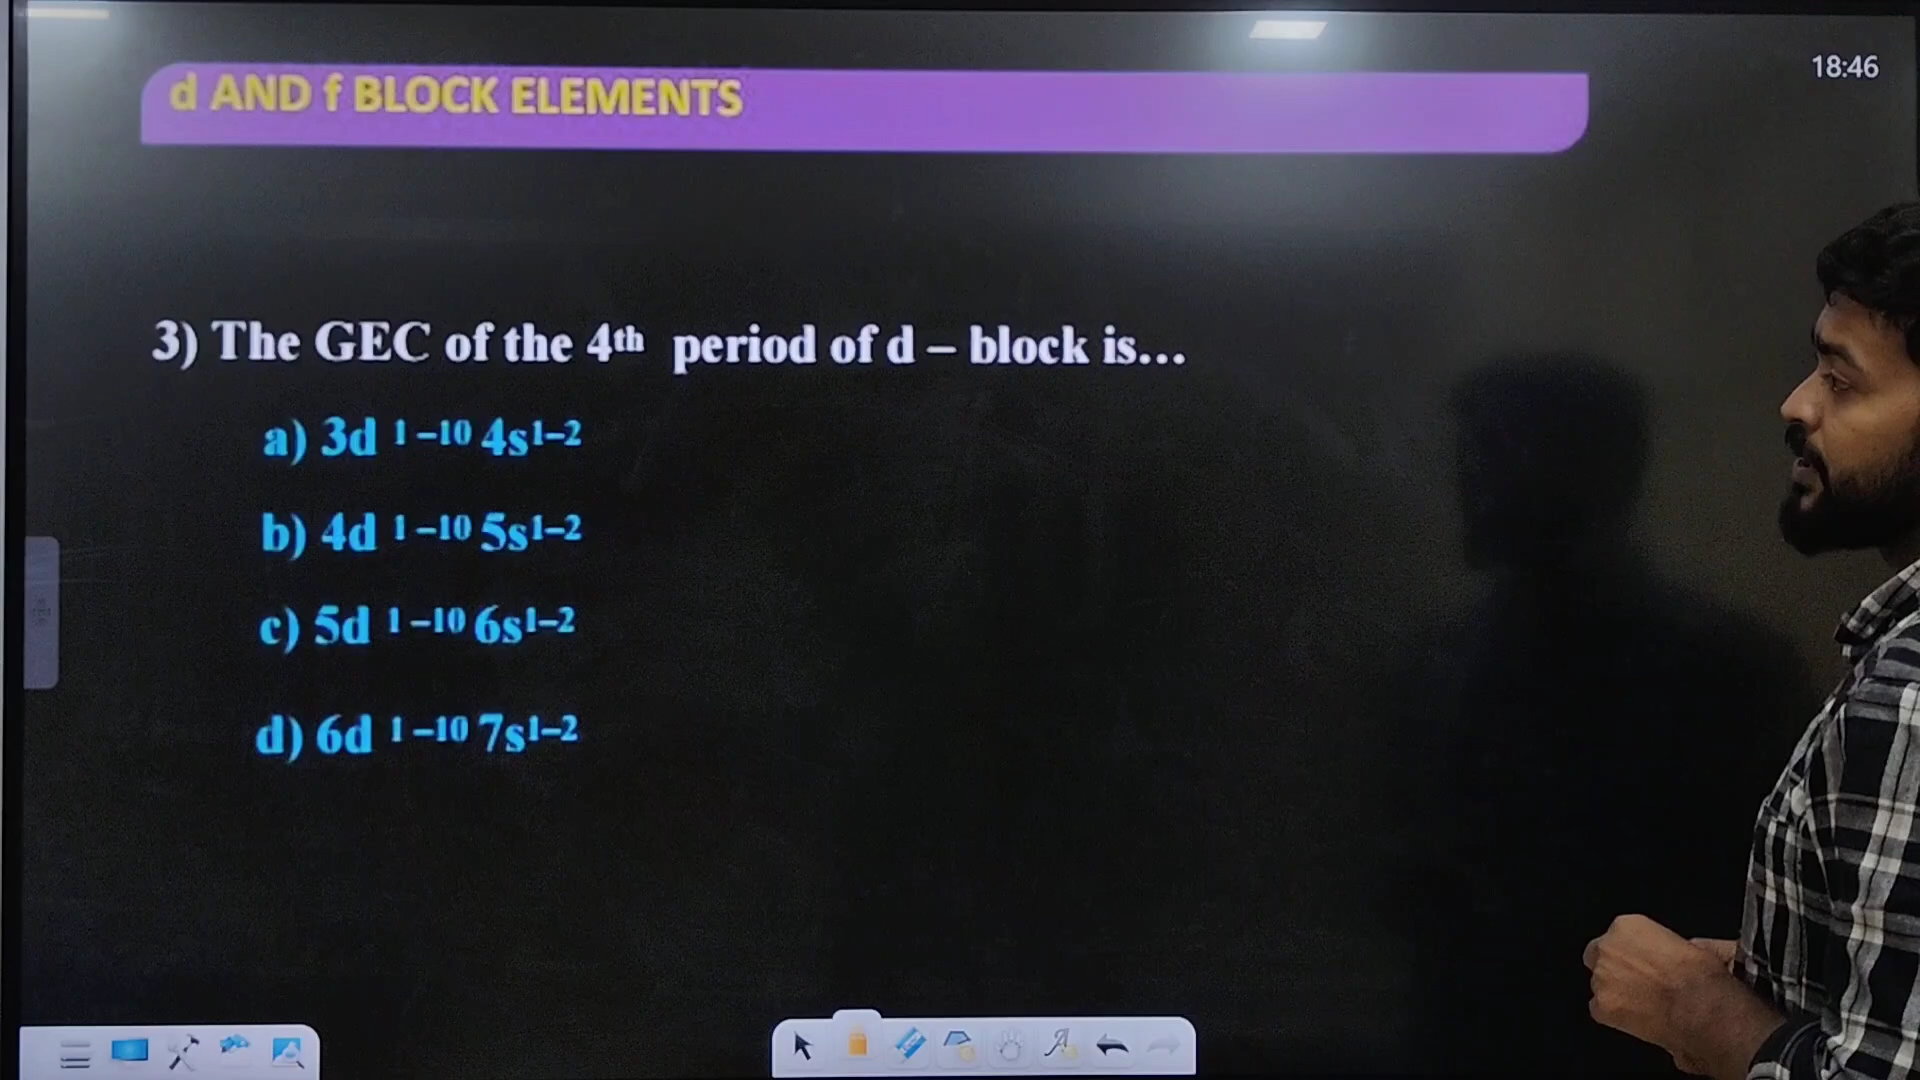 d AND f BLOCK ELEMENTS
18:46
3) The GEC of the 4th period of d – block is...
a) 3d 1–10 4s1–2
b) 4d 1–10 5s1–2
c) 5d 1–10 6s1–2
d) 6d 1–10 7s1–2